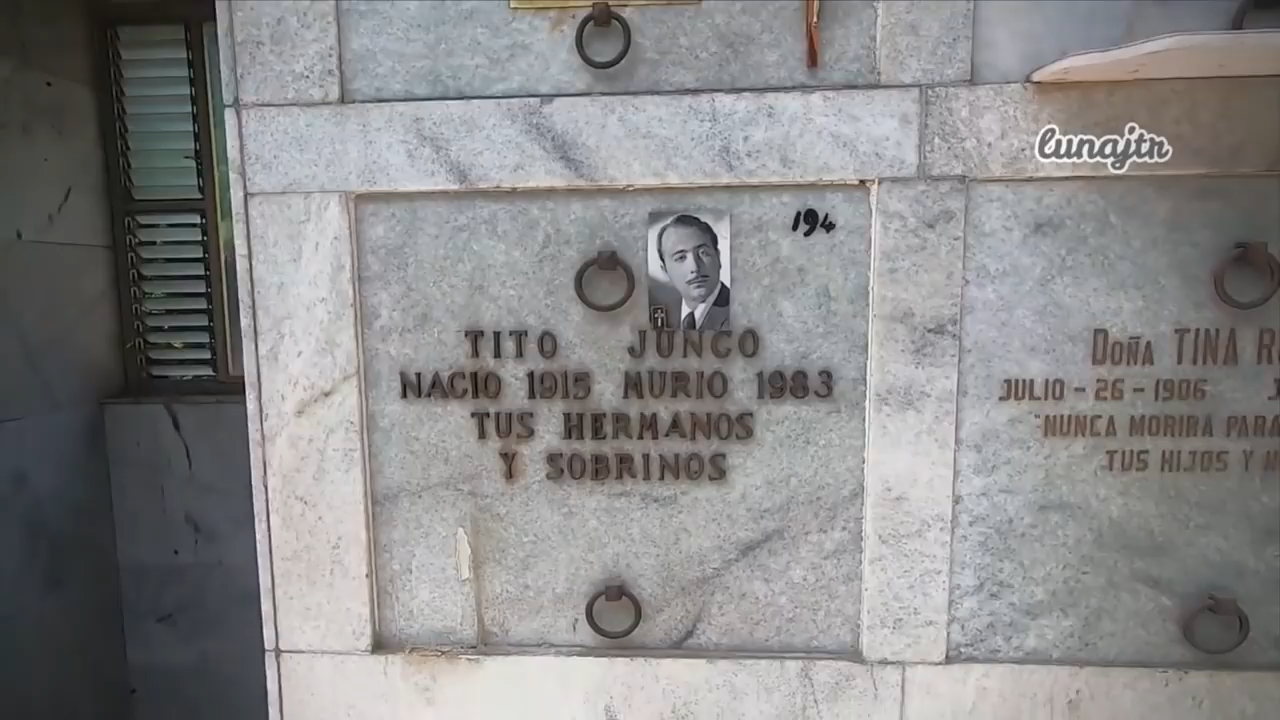 lunajtr
194
TITO JUNCO
NACIO 1915 MURIO 1983
TUS HERMANOS
Y SOBRINOS
DOÑA TINA
JULIO - 26 - 1906
"NUNCA MORIRA PARA
TUS HIJOS Y